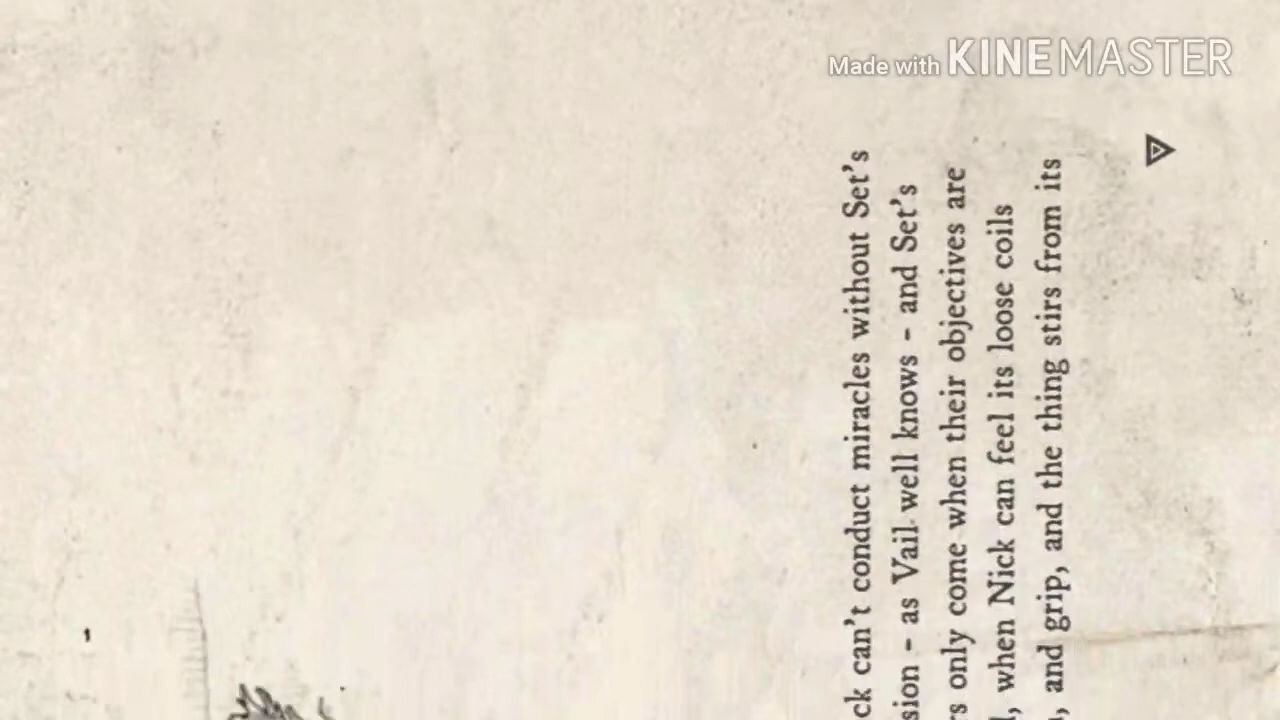 Made with KINEMASTER
ck can't conduct miracles without Set's
sion - as Vail well knows - and Set's
rs only come when their objectives are
, when Nick can feel its loose coils
, and grip, and the thing stirs from its